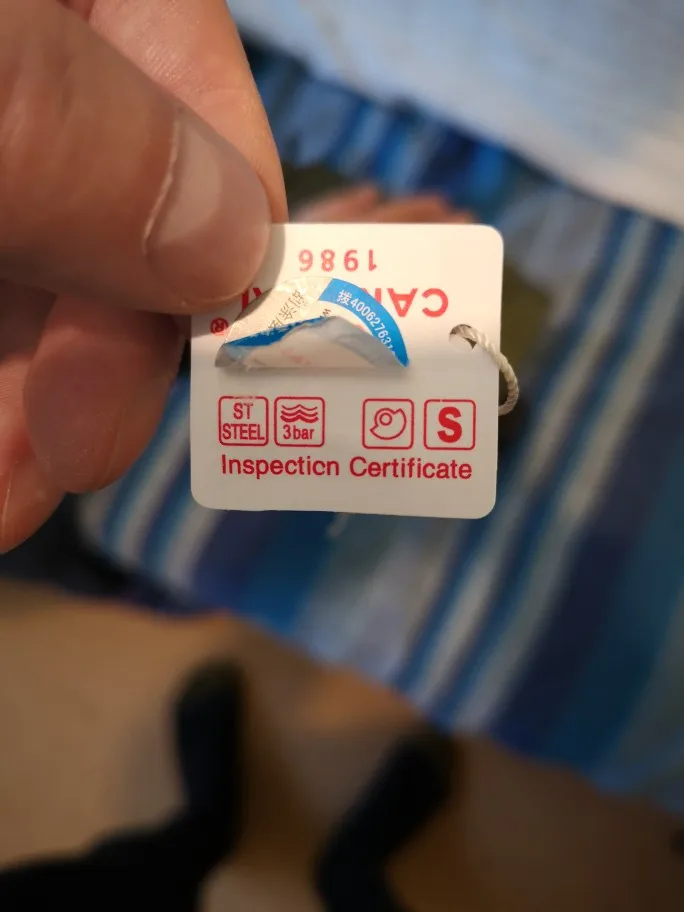 1986
®
ST
STEEL
3bar
S
Inspecticn Certificate